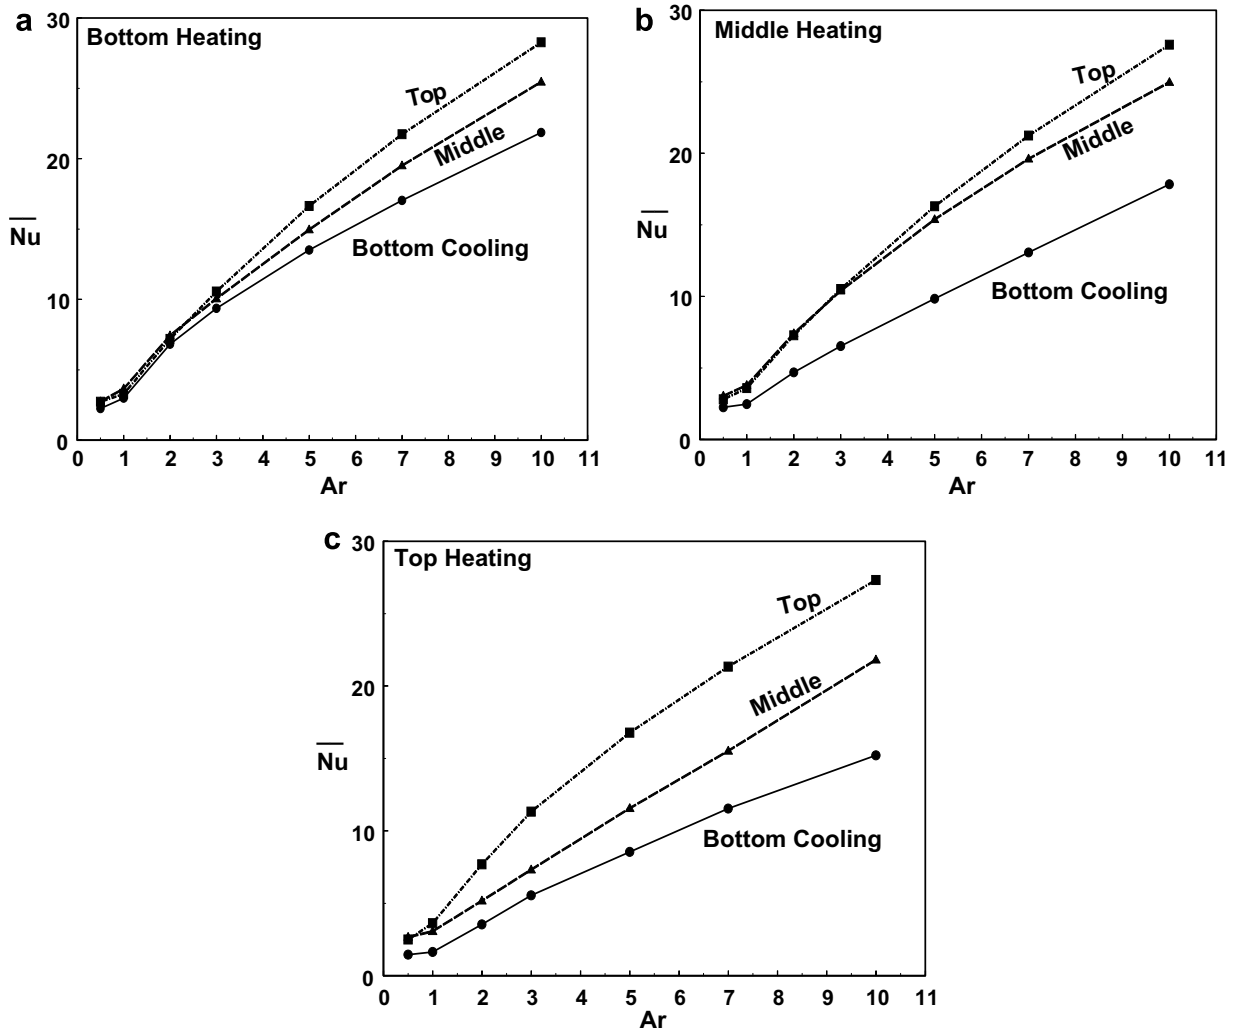 a
Bottom Heating
30
20
10
0
Nu
Top
Middle
Bottom Cooling
0 1 2 3 4 5 6 7 8 9 10 11
Ar
b
Middle Heating
30
20
10
0
Nu
Top
Middle
Bottom Cooling
0 1 2 3 4 5 6 7 8 9 10 11
Ar
c
Top Heating
30
20
10
0
Nu
Top
Middle
Bottom Cooling
0 1 2 3 4 5 6 7 8 9 10 11
Ar